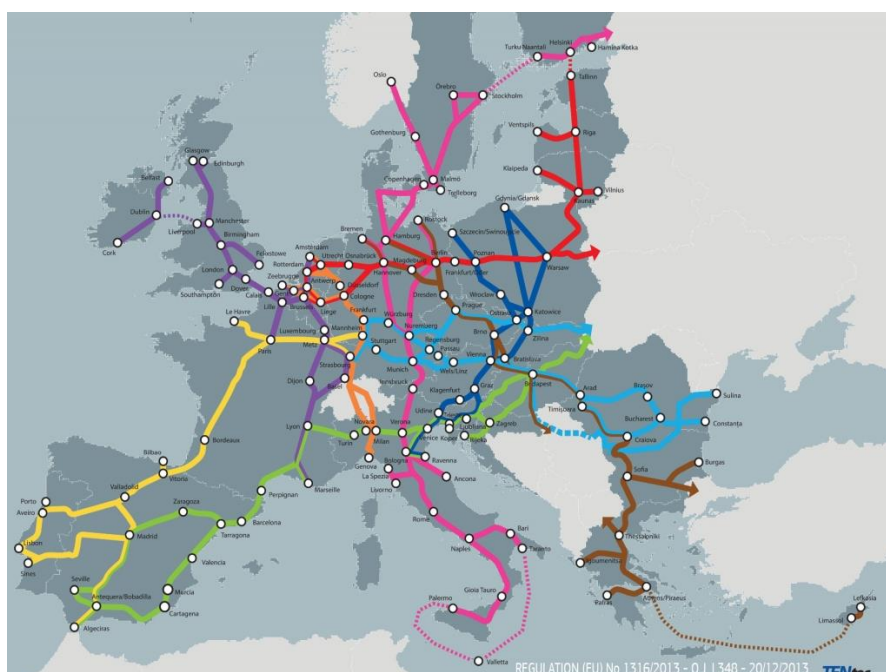 Oslo
Örebro
Stockholm
Turku/Naantali
Helsinki
Hamina Kotka
Tallinn
Ventspils
Riga
Gothenburg
Klaipeda
Vilnius
Kaunas
Glasgow
Edinburgh
Belfast
Copenhagen
Malmö
Trelleborg
Gdynia/Gdansk
Dublin
Liverpool
Manchester
Cork
Birmingham
Felixstowe
Bremen
Hamburg
Rostock
Szczecin/Swinoujscie
Amsterdam
Rotterdam
Utrecht
Osnabrück
Magdeburg
Berlin
Poznan
Warsaw
London
Southampton
Dover
Calais
Zeebrugge
Antwerp
Düsseldorf
Hannover
Frankfurt/Oder
Lille
Brussels
Liège
Cologne
Dresden
Wrocław
Katowice
Le Havre
Luxembourg
Frankfurt
Würzburg
Prague
Ostrava
Mannheim
Nuremberg
Paris
Metz
Stuttgart
Regensburg
Passau
Brno
Zilina
Strasbourg
Munich
Wels/Linz
Vienna
Bratislava
Dijon
Basel
Innsbruck
Klagenfurt
Graz
Budapest
Arad
Brașov
Sulina
Udine
Ljubljana
Zagreb
Timișoara
Bucharest
Constanța
Lyon
Turin
Novara
Milan
Verona
Venice
Koper
Rijeka
Craiova
Bordeaux
Genova
Bologna
Ravenna
Sofia
Burgas
Bilbao
Vitoria
La Spezia
Livorno
Ancona
Marseille
Perpignan
Porto
Aveiro
Valladolid
Zaragoza
Barcelona
Rome
Bari
Thessaloniki
Lisbon
Madrid
Tarragona
Naples
Taranto
Igoumenitsa
Sines
Valencia
Seville
Murcia
Palermo
Gioia Tauro
Patras
Athens/Piraeus
Antequera/Bobadilla
Cartagena
Lefkosia
Limassol
Algeciras
Valletta
REGULATION (EU) No 1316/2013 - O.J. L348 - 20/12/2013
TENtec